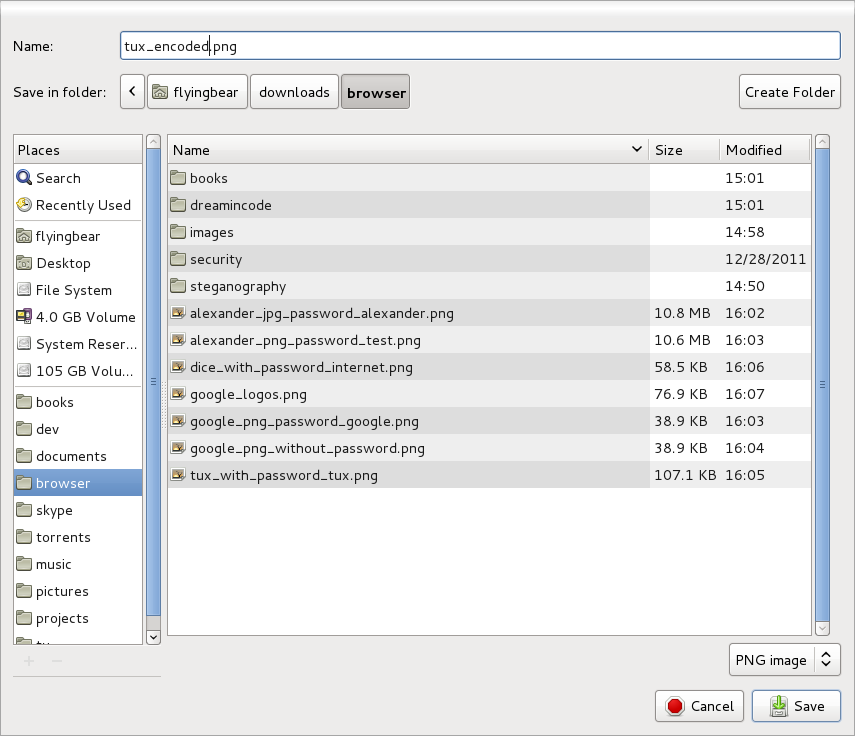 Name: tux_encoded.png
Save in folder: flyingbear downloads browser Create Folder
Places
Search
Recently Used
flyingbear
Desktop
File System
4.0 GB Volume
System Reser...
105 GB Volu...
books
dev
documents
browser
skype
torrents
music
pictures
projects
Name Size Modified
books 15:01
dreamincode 15:01
images 14:58
security 12/28/2011
steganography 14:50
alexander_jpg_password_alexander.png 10.8 MB 16:02
alexander_png_password_test.png 10.6 MB 16:03
dice_with_password_internet.png 58.5 KB 16:06
google_logos.png 76.9 KB 16:07
google_png_password_google.png 38.9 KB 16:03
google_png_without_password.png 38.9 KB 16:04
tux_with_password_tux.png 107.1 KB 16:05
PNG image
Cancel Save